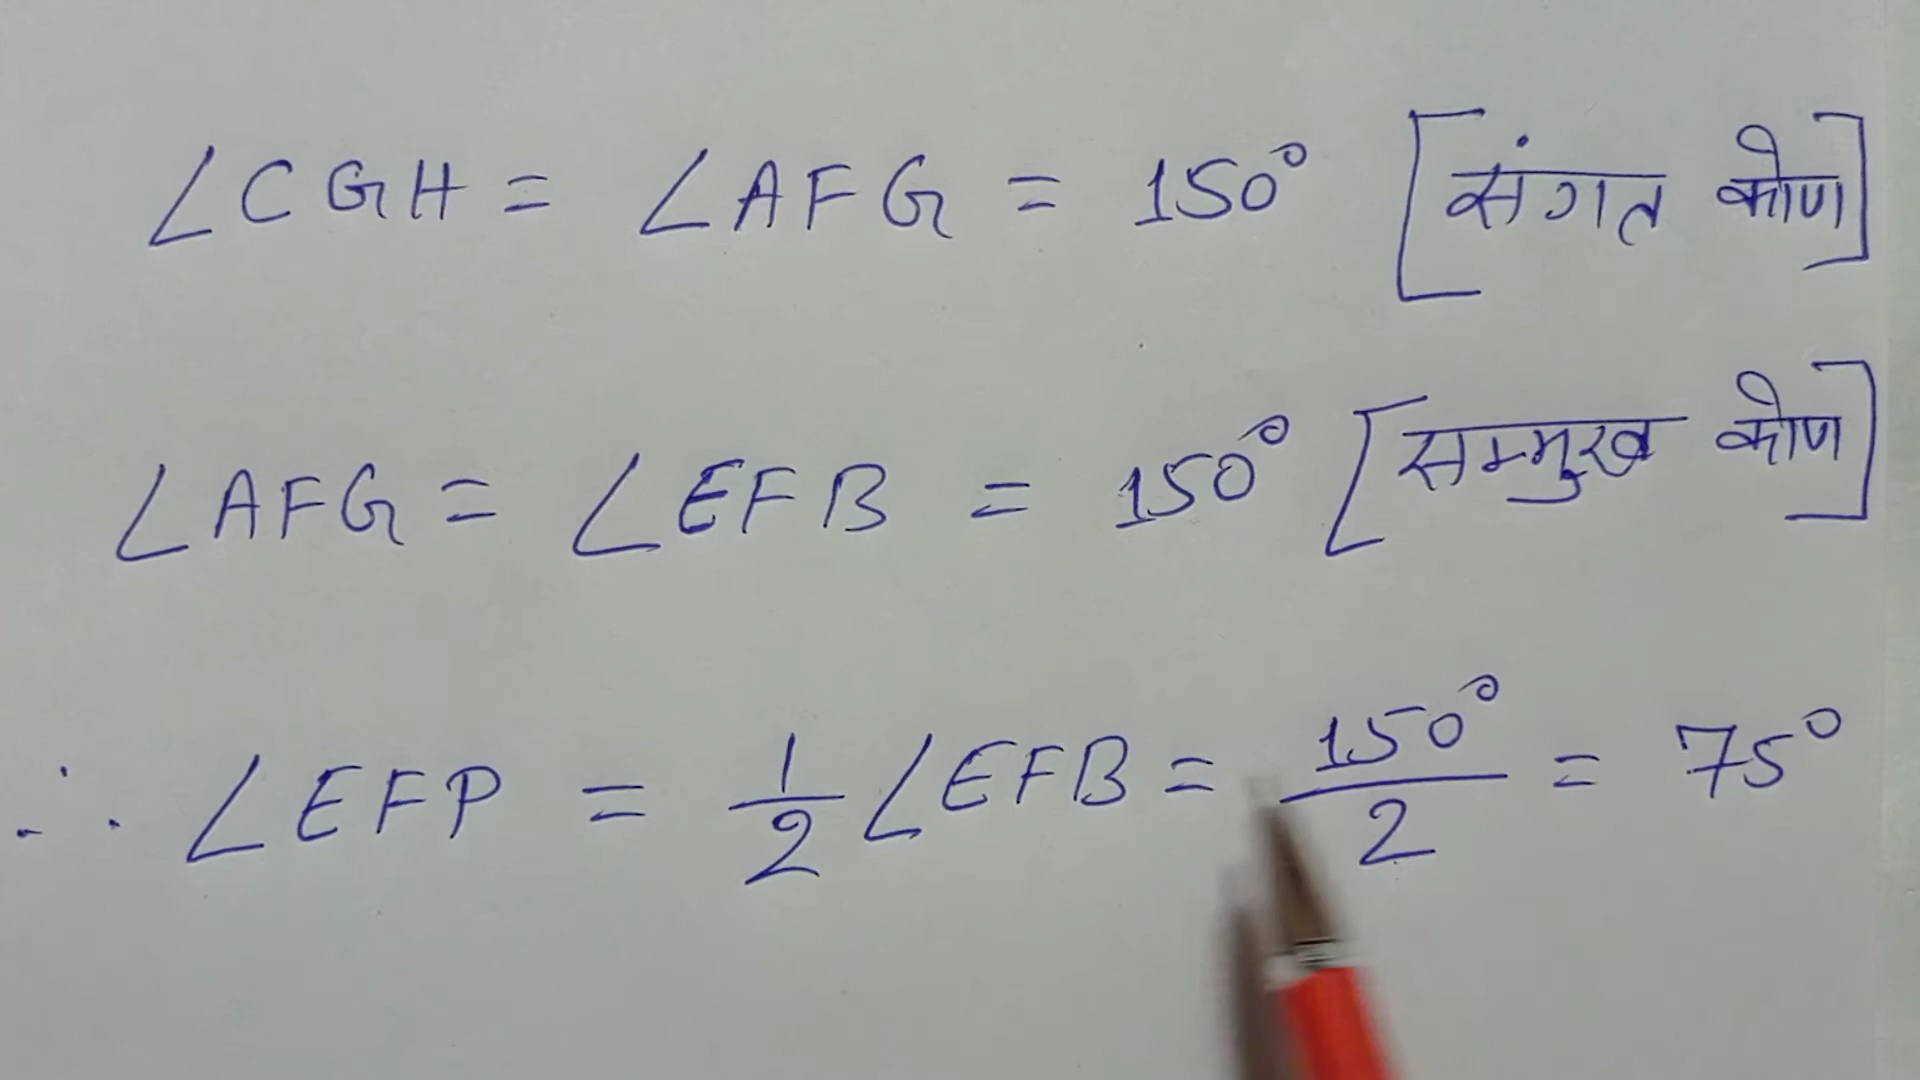 ∠CGH = ∠AFG = 150° [संगत कोण]
∠AFG = ∠EFB = 150° [सम्मुख कोण]
∴ ∠EFP = 1/2 ∠EFB = 150°/2 = 75°